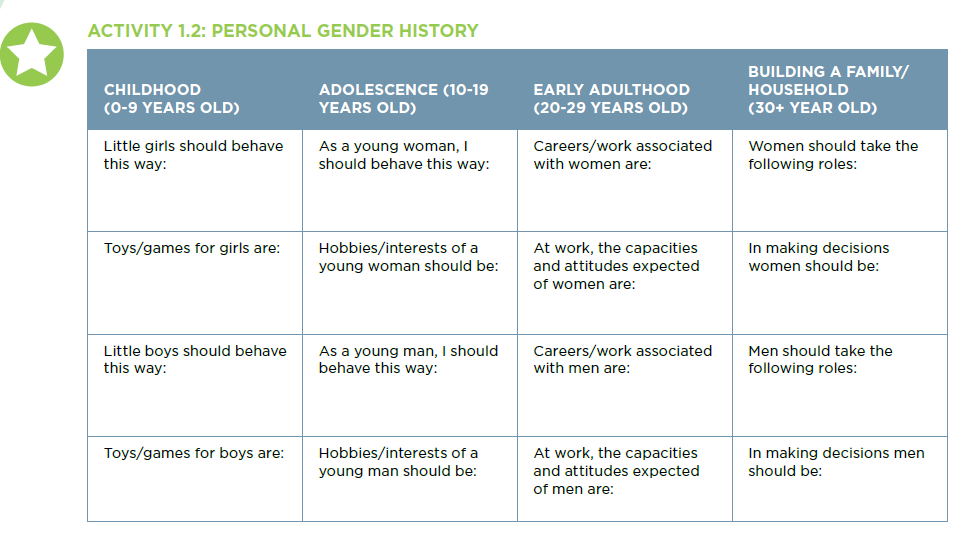 ACTIVITY 1.2: PERSONAL GENDER HISTORY
CHILDHOOD
(0-9 YEARS OLD)
ADOLESCENCE (10-19
YEARS OLD)
EARLY ADULTHOOD
(20-29 YEARS OLD)
BUILDING A FAMILY/
HOUSEHOLD
(30+ YEAR OLD)
Little girls should behave
this way:
As a young woman, I
should behave this way:
Careers/work associated
with women are:
Women should take the
following roles:
Toys/games for girls are:
Hobbies/interests of a
young woman should be:
At work, the capacities
and attitudes expected
of women are:
In making decisions
women should be:
Little boys should behave
this way:
As a young man, I should
behave this way:
Careers/work associated
with men are:
Men should take the
following roles:
Toys/games for boys are:
Hobbies/interests of a
young man should be:
At work, the capacities
and attitudes expected
of men are:
In making decisions men
should be: